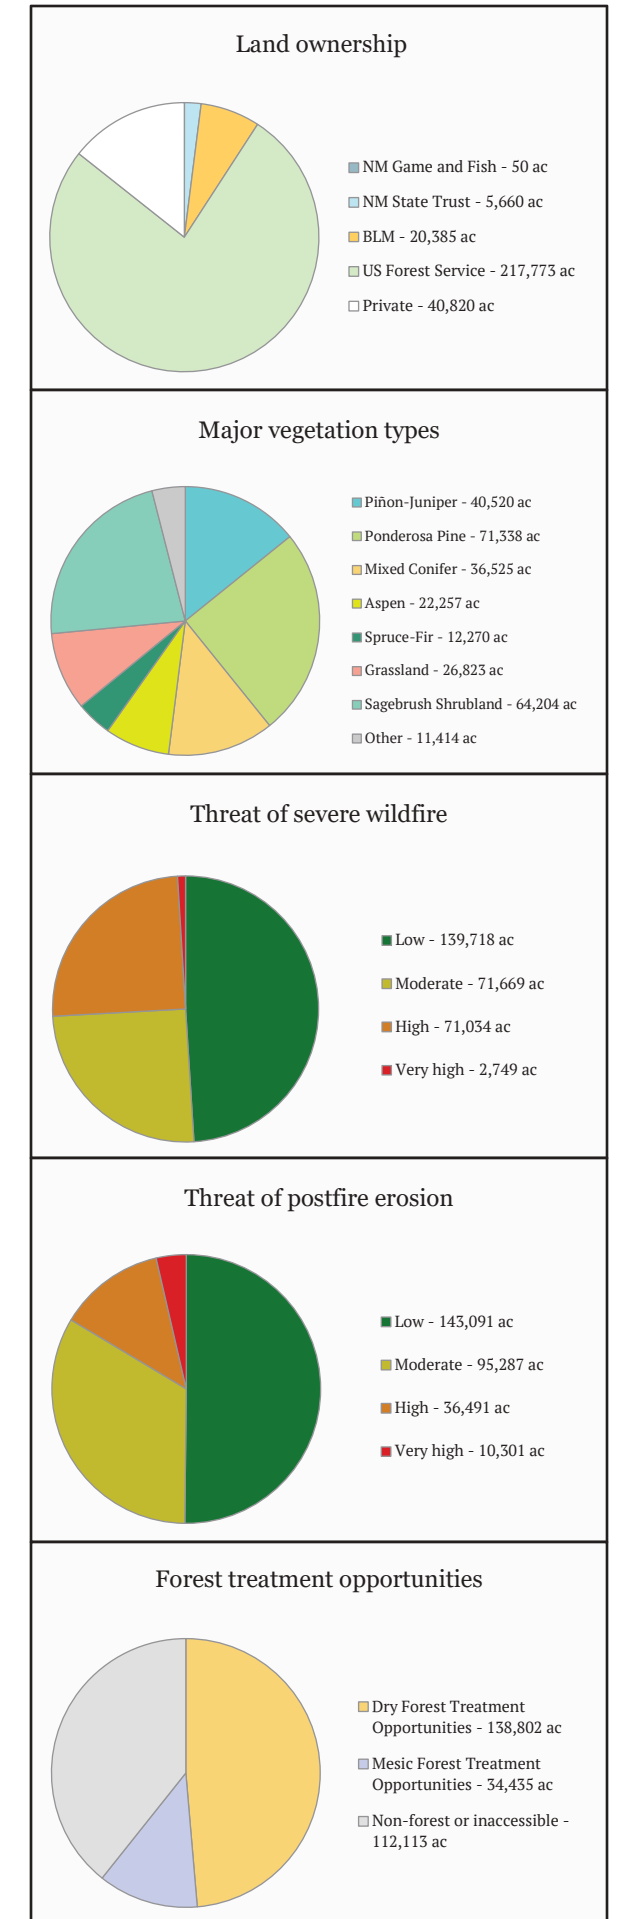 Land ownership
NM Game and Fish - 50 ac
NM State Trust - 5,660 ac
BLM - 20,385 ac
US Forest Service - 217,773 ac
Private - 40,820 ac
Major vegetation types
Piñon-Juniper - 40,520 ac
Ponderosa Pine - 71,338 ac
Mixed Conifer - 36,525 ac
Aspen - 22,257 ac
Spruce-Fir - 12,270 ac
Grassland - 26,823 ac
Sagebrush Shrubland - 64,204 ac
Other - 11,414 ac
Threat of severe wildfire
Low - 139,718 ac
Moderate - 71,669 ac
High - 71,034 ac
Very high - 2,749 ac
Threat of postfire erosion
Low - 143,091 ac
Moderate - 95,287 ac
High - 36,491 ac
Very high - 10,301 ac
Forest treatment opportunities
Dry Forest Treatment
Opportunities - 138,802 ac
Mesic Forest Treatment
Opportunities - 34,435 ac
Non-forest or inaccessible -
112,113 ac